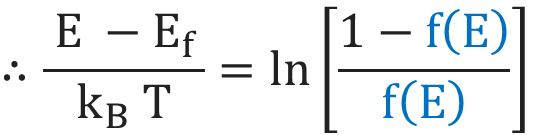 ∴ (E − E_f) / (k_B T) = ln [(1 − f(E)) / f(E)]